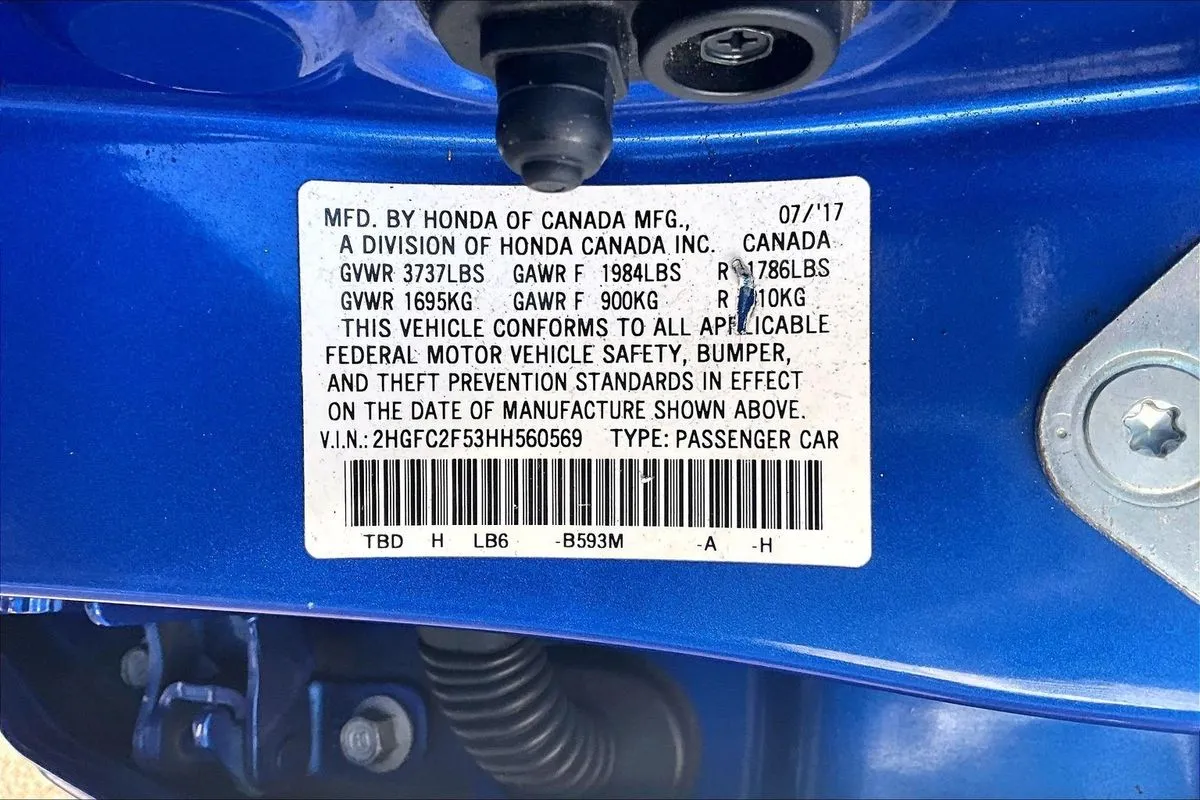 MFD. BY HONDA OF CANADA MFG., 07/'17
A DIVISION OF HONDA CANADA INC. CANADA
GVWR 3737LBS GAWR F 1984LBS R 1786LBS
GVWR 1695KG GAWR F 900KG R
THIS VEHICLE CONFORMS TO ALL APPLICABLE
FEDERAL MOTOR VEHICLE SAFETY, BUMPER,
AND THEFT PREVENTION STANDARDS IN EFFECT
ON THE DATE OF MANUFACTURE SHOWN ABOVE.
V.I.N.: 2HGFC2F53HH560569 TYPE: PASSENGER CAR
TBD H LB6 -B593M -A -H